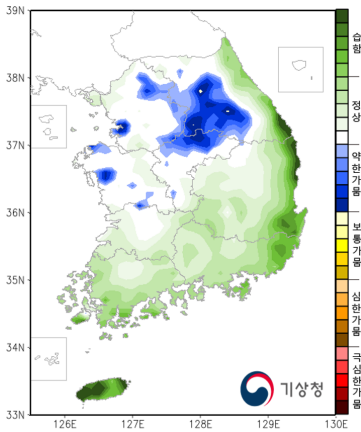 39N
38N
37N
36N
35N
34N
33N
126E
127E
128E
129E
130E
습함
정상
약한가뭄
보통가뭄
심한가뭄
극심한가뭄
기상청